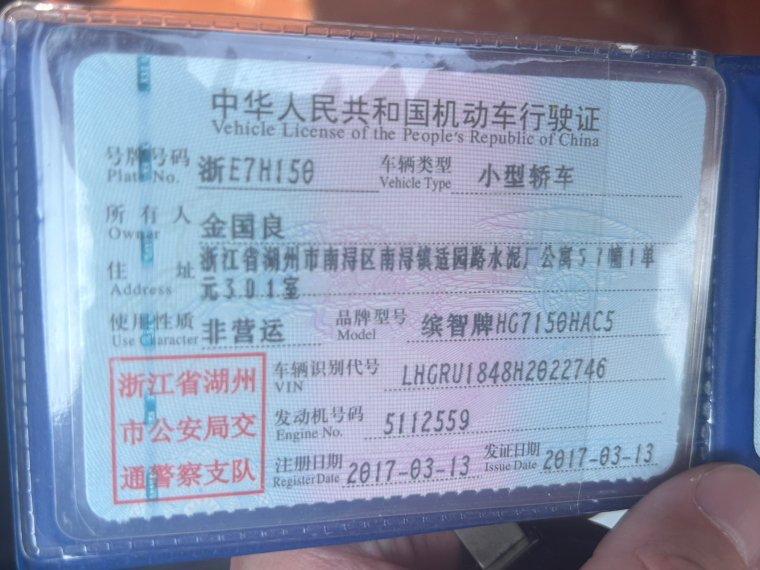 中华人民共和国机动车行驶证
Vehicle License of the People's Republic of China
号牌号码 浙E7H150 车辆类型 小型轿车
Plate No. Vehicle Type
所有人 金国良
Owner
住址 浙江省湖州市南浔区南浔镇适园路水泥厂公寓57幢1单
Address 元301室
使用性质 非营运 品牌型号 缤智牌HG7150HAC5
Use Character Model
浙江省湖州
市公安局交
通警察支队
车辆识别代号 LHGRU1848H2022746
VIN
发动机号码 5112559
Engine No.
注册日期 2017-03-13 发证日期 2017-03-13
Register Date Issue Date